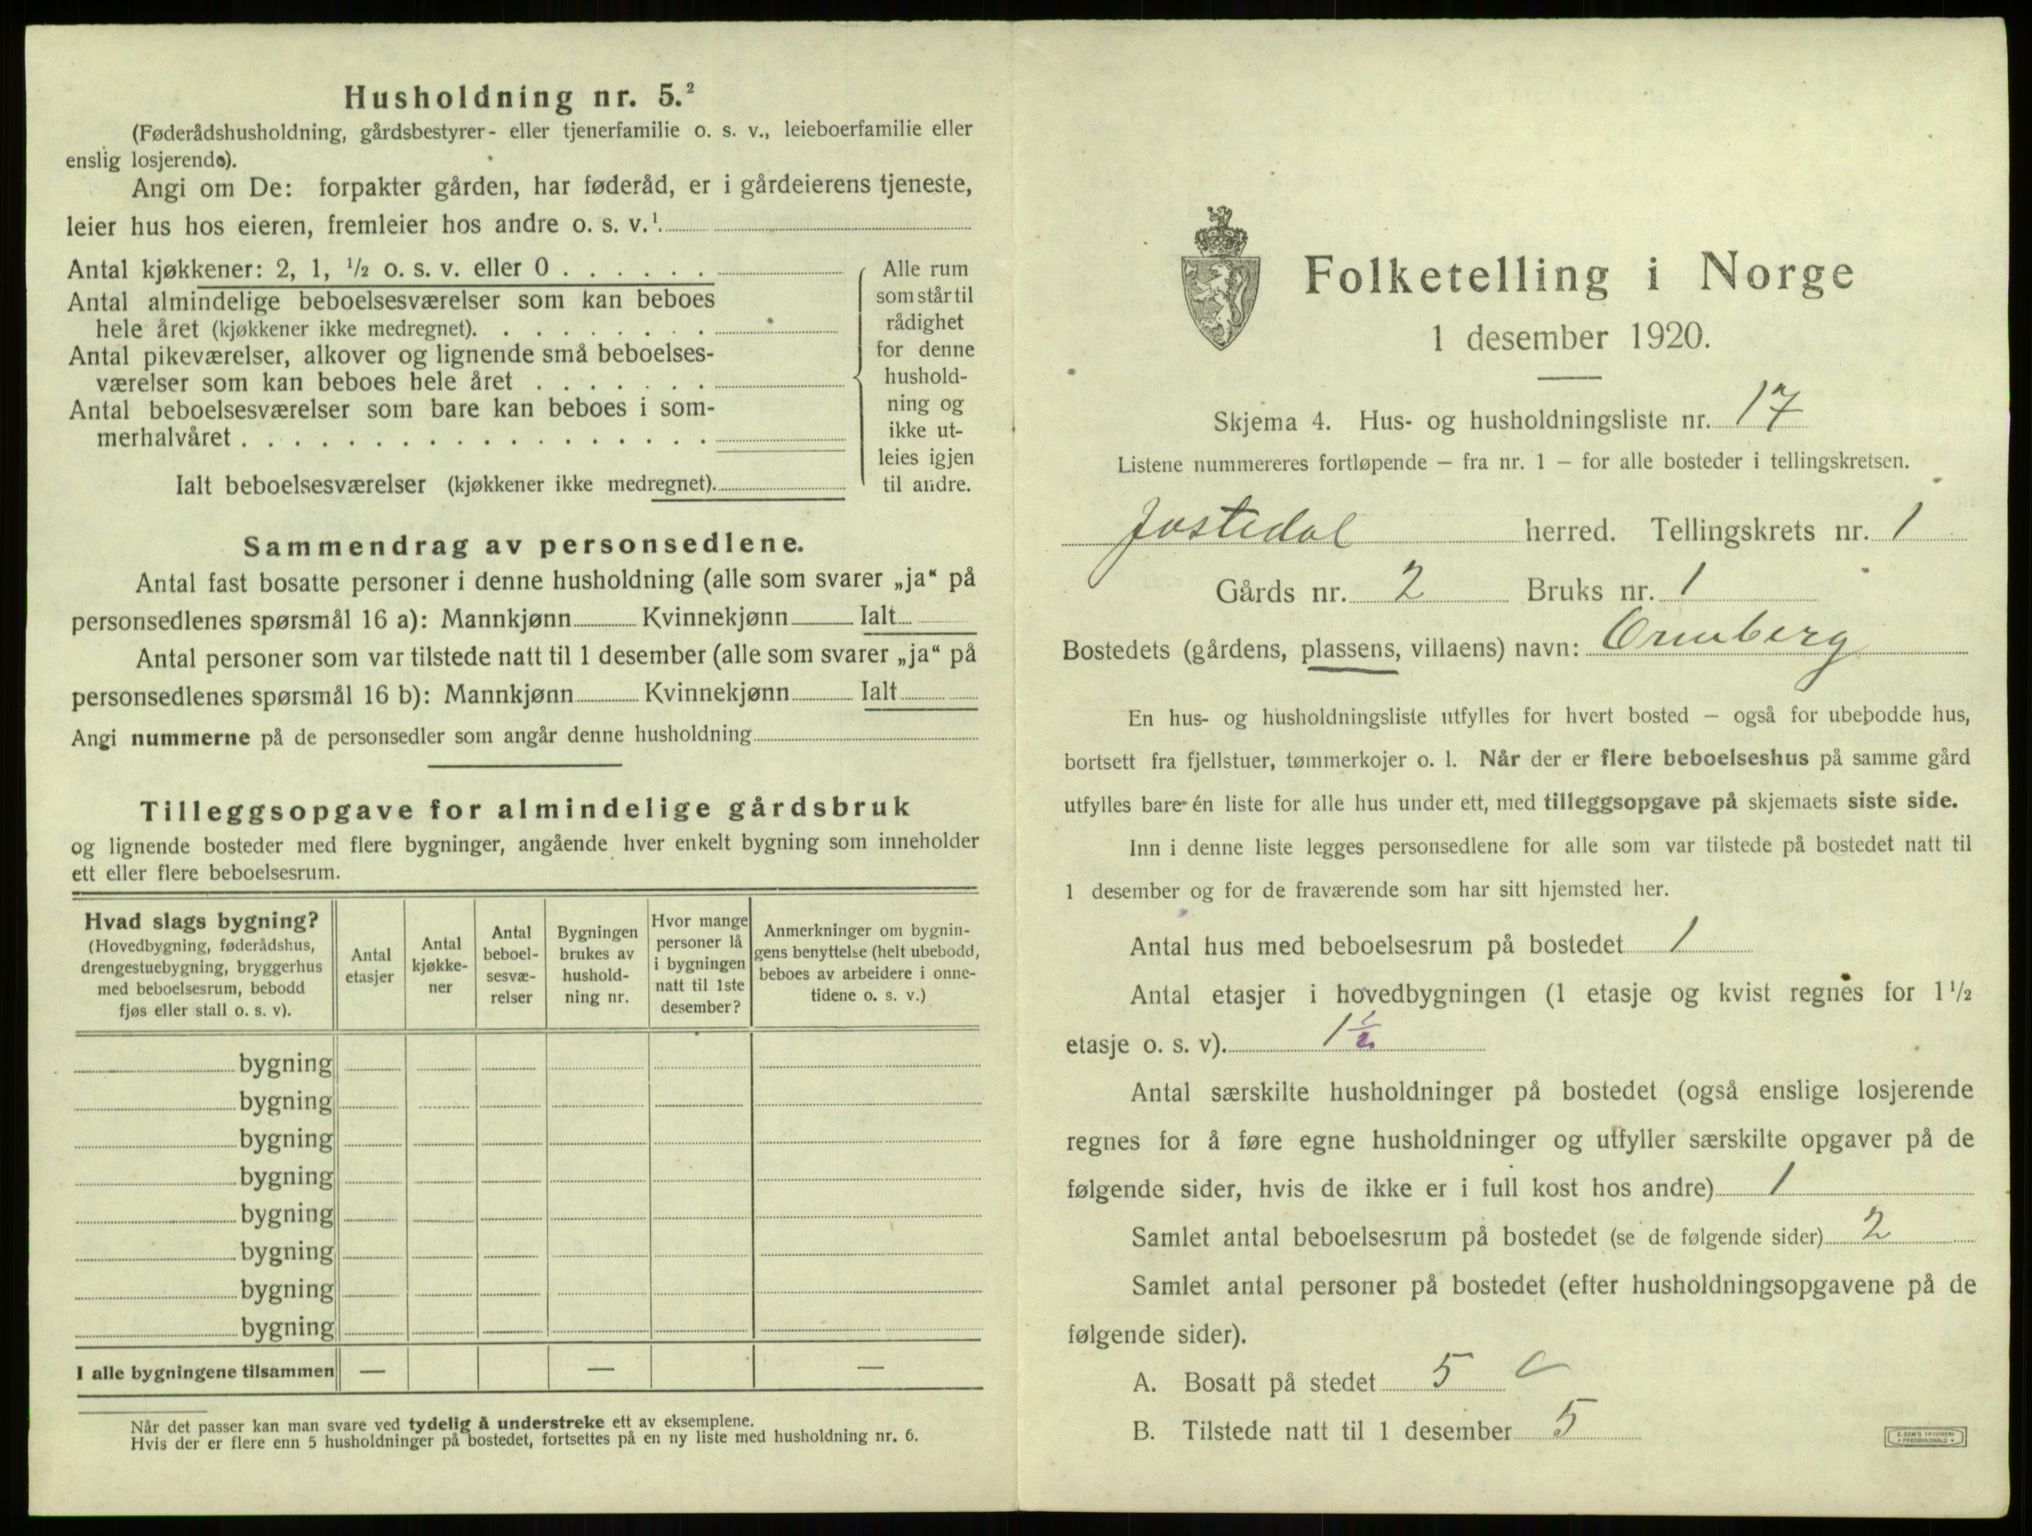 Husholdning nr. 5.²
(Føderådshusholdning, gårdsbestyrer- eller tjenerfamilie o. s. v., leieboerfamilie eller
enslig losjerende).
Angi om De: forpakter gården, har føderåd, er i gårdeierens tjeneste,
leier hus hos eieren, fremleier hos andre o. s. v.¹
Antal kjøkkener: 2, 1, ½ o. s. v. eller 0 . . . . . .
Antal almindelige beboelsesværelser som kan beboes
hele året (kjøkkener ikke medregnet). . . . . . . . . .
Antal pikeværelser, alkover og lignende små beboelses-
værelser som kan beboes hele året . . . . . . .
Antal beboelsesværelser som bare kan beboes i som-
merhalvåret . . . . . . . . . . . . . . . . . .
Ialt beboelsesværelser (kjøkkener ikke medregnet).
Alle rum
som står til
rådighet
for denne
hushold-
ning og
ikke ut-
leies igjen
til andre.
Sammendrag av personsedlene.
Antal fast bosatte personer i denne husholdning (alle som svarer „ja“ på
personsedlenes spørsmål 16 a): Mannkjønn Kvinnekjønn Ialt
Antal personer som var tilstede natt til 1 desember (alle som svarer „ja“ på
personsedlenes spørsmål 16 b): Mannkjønn Kvinnekjønn Ialt
Angi nummerne på de personsedler som angår denne husholdning
Tilleggsopgave for almindelige gårdsbruk
og lignende bosteder med flere bygninger, angående hver enkelt bygning som inneholder
ett eller flere beboelsesrum.
Hvad slags bygning?
(Hovedbygning, føderådshus,
drengestuebygning, bryggerhus
med beboelsesrum, bebodd
fjøs eller stall o. s. v).
Antal
etasjer
Antal
kjøkke-
ner
Antal
beboel-
sesvæ-
relser
Bygningen
brukes av
hushold-
ning nr.
Hvor mange
personer lå
i bygningen
natt til 1ste
desember?
Anmerkninger om bygnin-
gens benyttelse (helt ubebodd,
beboes av arbeidere i onne-
tidene o. s. v.)
bygning
bygning
bygning
bygning
bygning
bygning
bygning
bygning
I alle bygningene tilsammen — — —
Når det passer kan man svare ved tydelig å understreke ett av eksemplene.
Hvis der er flere enn 5 husholdninger på bostedet, fortsettes på en ny liste med husholdning nr. 6.
Folketelling i Norge
1 desember 1920.
Skjema 4. Hus- og husholdningsliste nr. 17
Listene nummereres fortløpende — fra nr. 1 — for alle bosteder i tellingskretsen.
Jostedal herred. Tellingskrets nr. 1
Gårds nr. 2 Bruks nr. 1
Bostedets (gårdens, plassens, villaens) navn: Ormberg
En hus- og husholdningsliste utfylles for hvert bosted — også for ubebodde hus,
bortsett fra fjellstuer, tømmerkojer o. l. Når der er flere beboelseshus på samme gård
utfylles bare én liste for alle hus under ett, med tilleggsopgave på skjemaets siste side.
Inn i denne liste legges personsedlene for alle som var tilstede på bostedet natt til
1 desember og for de fraværende som har sitt hjemsted her.
Antal hus med beboelsesrum på bostedet 1
Antal etasjer i hovedbygningen (1 etasje og kvist regnes for 1½
etasje o. s. v). 1½
Antal særskilte husholdninger på bostedet (også enslige losjerende
regnes for å føre egne husholdninger og utfyller særskilte opgaver på de
følgende sider, hvis de ikke er i full kost hos andre) 1
Samlet antal beboelsesrum på bostedet (se de følgende sider) 2
Samlet antal personer på bostedet (efter husholdningsopgavene på de
følgende sider).
A. Bosatt på stedet 5
B. Tilstede natt til 1 desember 5